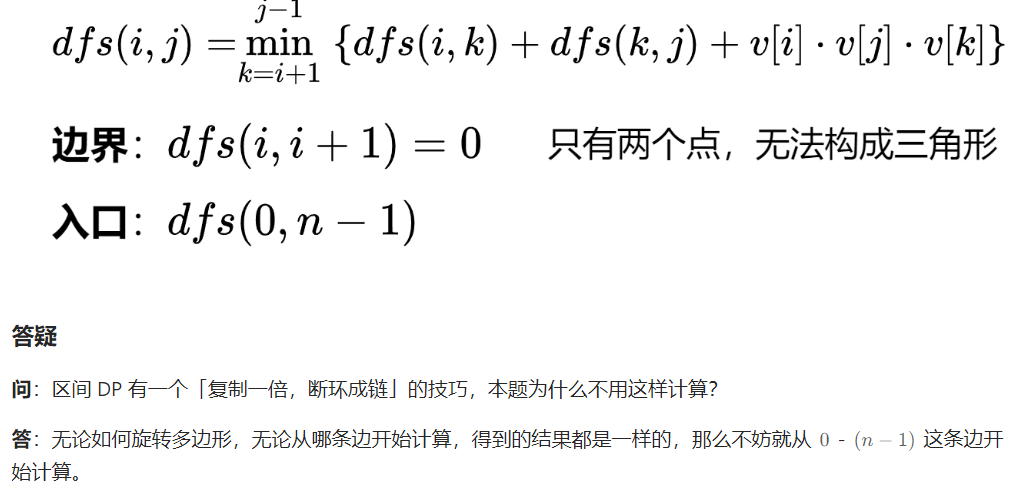 j−1
dfs(i, j) = min {dfs(i, k) + dfs(k, j) + v[i] · v[j] · v[k]}
k=i+1
边界：dfs(i, i + 1) = 0 只有两个点，无法构成三角形
入口：dfs(0, n − 1)
答疑
问：区间 DP 有一个「复制一倍，断环成链」的技巧，本题为什么不用这样计算？
答：无论如何旋转多边形，无论从哪条边开始计算，得到的结果都是一样的，那么不妨就从 0 - (n − 1) 这条边开
始计算。